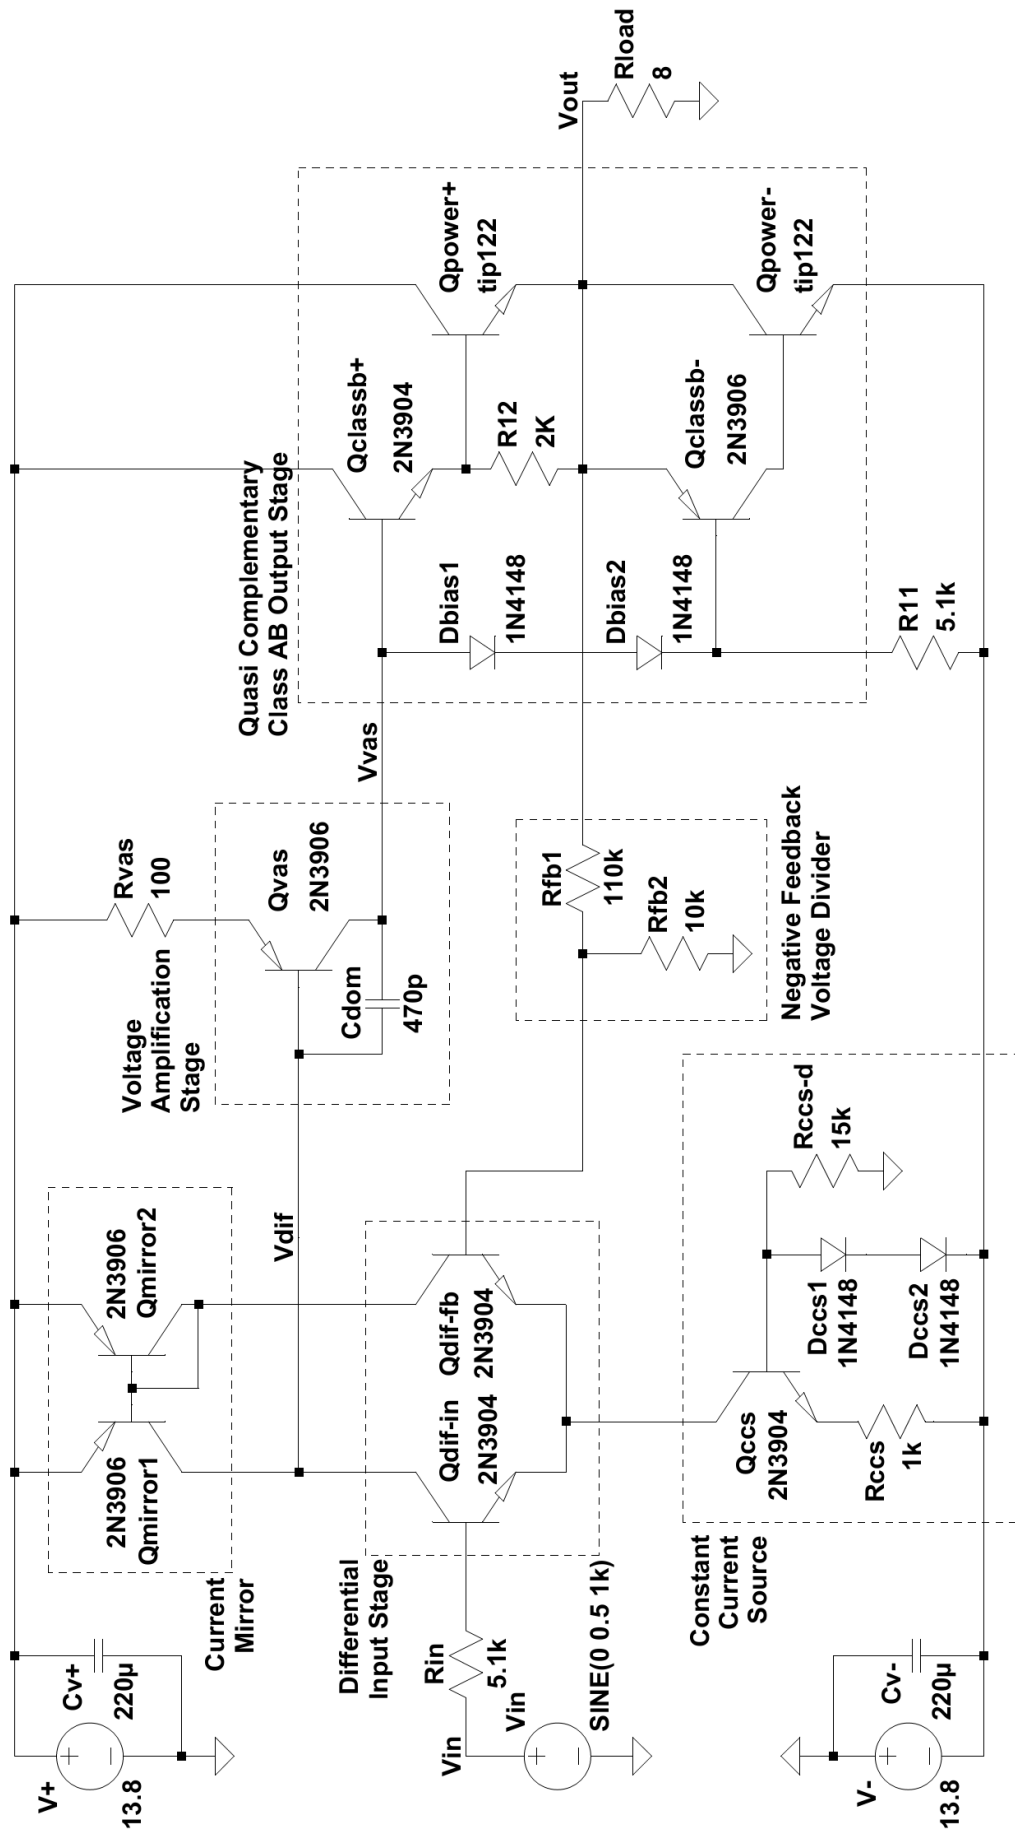 V+
13.8
Cv+
220µ
Current
Mirror
2N3906
Qmirror1
2N3906
Qmirror2
Voltage
Amplification
Stage
Rvas
100
Qvas
2N3906
Cdom
470p
Vdif
Vvas
Quasi Complementary
Class AB Output Stage
Qclassb+
2N3904
Qpower+
tip122
R12
2K
Dbias1
1N4148
Dbias2
1N4148
Qclassb-
2N3906
Qpower-
tip122
R11
5.1k
Vout
Rload
8
Differential
Input Stage
Qdif-in
2N3904
Qdif-fb
2N3904
Vin
Rin
5.1k
Vin
SINE(0 0.5 1k)
Rfb1
110k
Rfb2
10k
Negative Feedback
Voltage Divider
Constant
Current
Source
Qccs
2N3904
Rccs
1k
Dccs1
1N4148
Dccs2
1N4148
Rccs-d
15k
V-
13.8
Cv-
220µ